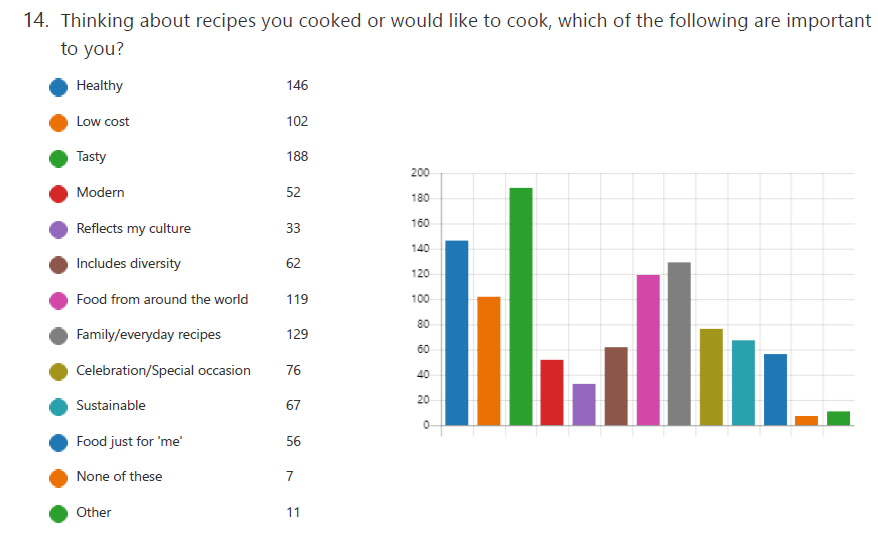 14. Thinking about recipes you cooked or would like to cook, which of the following are important
to you?
Healthy 146
Low cost 102
Tasty 188
Modern 52
Reflects my culture 33
Includes diversity 62
Food from around the world 119
Family/everyday recipes 129
Celebration/Special occasion 76
Sustainable 67
Food just for 'me' 56
None of these 7
Other 11
200
180
160
140
120
100
80
60
40
20
0